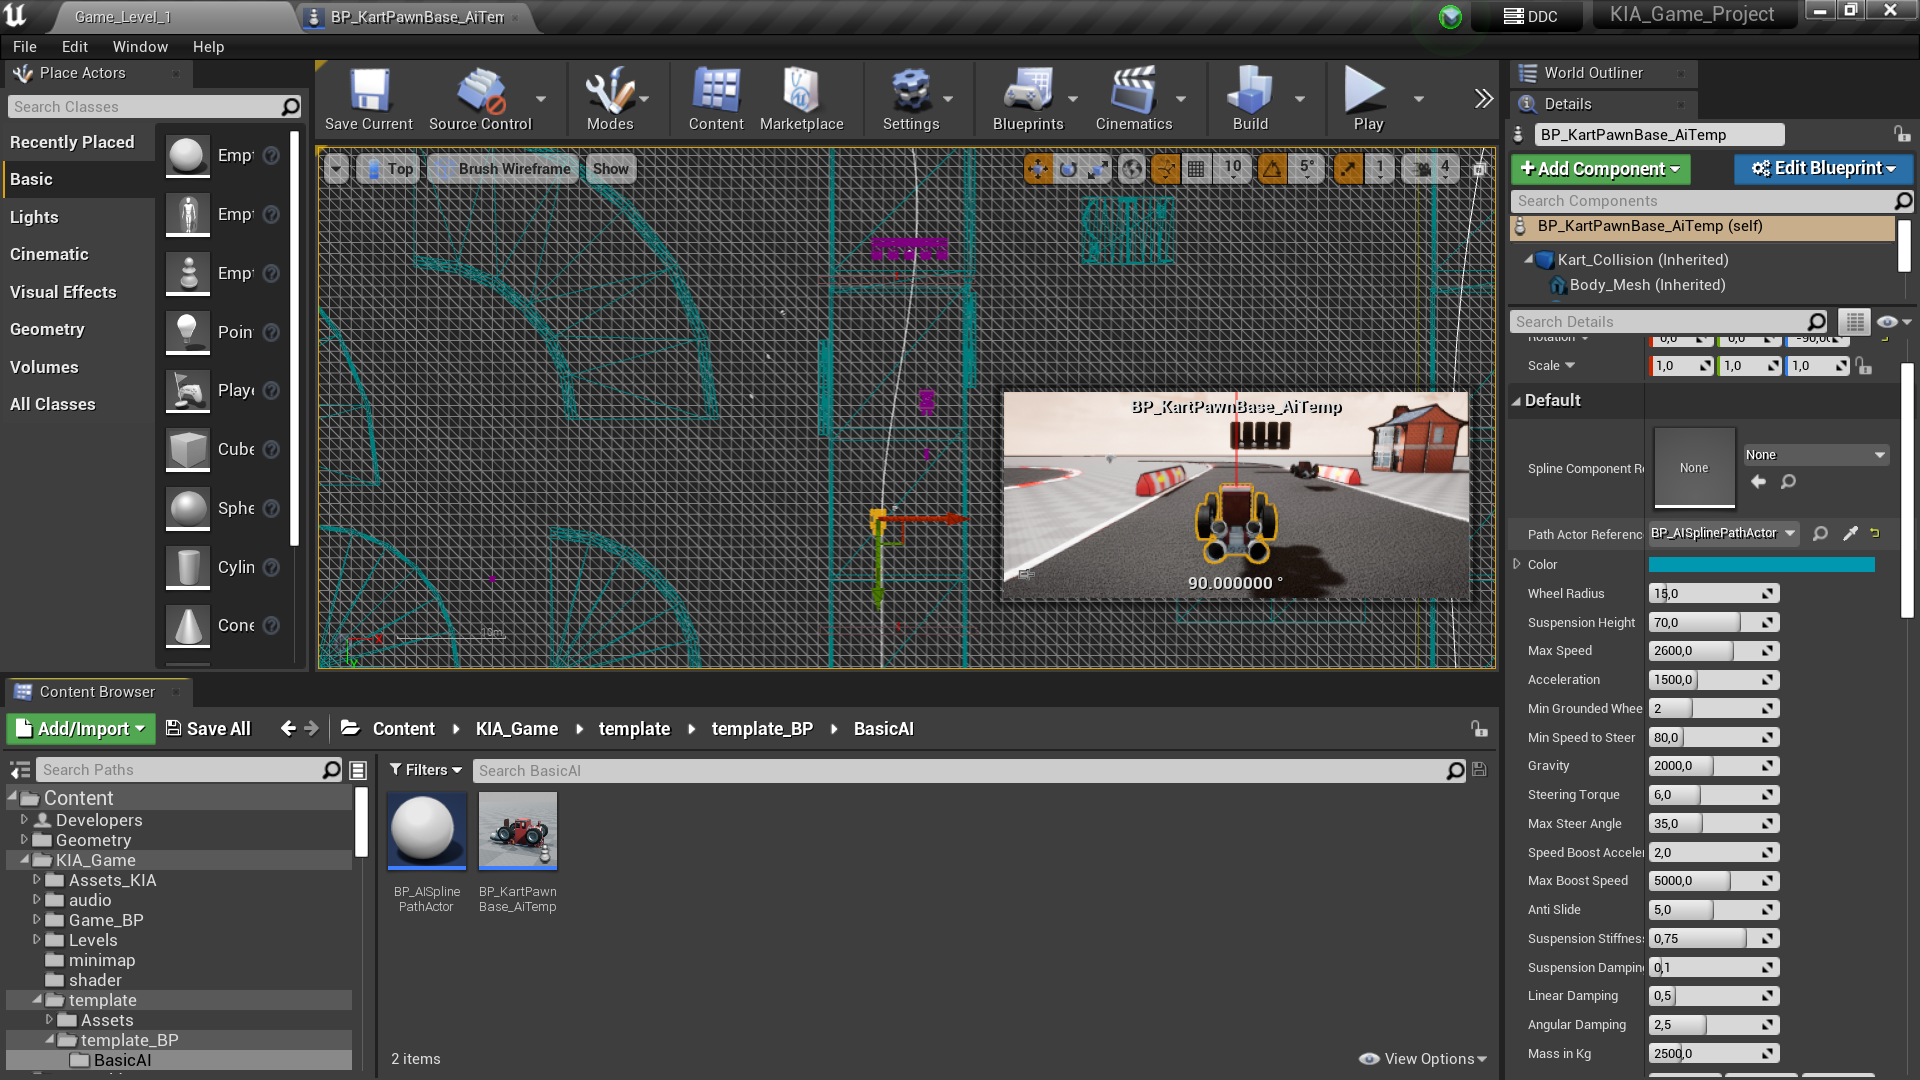 Game_Level_1
BP_KartPawnBase_AiTem
DDC
KIA_Game_Project
File
Edit
Window
Help
Place Actors
Search Classes
Recently Placed
Basic
Lights
Cinematic
Visual Effects
Geometry
Volumes
All Classes
Emp
Emp
Emp
Poin
Playe
Cube
Sphe
Cylin
Cone
Save Current
Source Control
Modes
Content
Marketplace
Settings
Blueprints
Cinematics
Build
Play
Top
Brush Wireframe
Show
10
5°
1
4
BP_KartPawnBase_AiTemp
90.000000 °
10m
x
y
World Outliner
Details
BP_KartPawnBase_AiTemp
Add Component
Edit Blueprint
Search Components
BP_KartPawnBase_AiTemp (self)
Kart_Collision (Inherited)
Body_Mesh (Inherited)
Search Details
Rotation 0,0 0,0 -90,0
Scale 1,0 1,0 1,0
Default
Spline Component Re
None
None
Path Actor Referenc BP_AISplinePathActor
Color
Wheel Radius 15,0
Suspension Height 70,0
Max Speed 2600,0
Acceleration 1500,0
Min Grounded Whee 2
Min Speed to Steer 80,0
Gravity 2000,0
Steering Torque 6,0
Max Steer Angle 35,0
Speed Boost Acceler 2,0
Max Boost Speed 5000,0
Anti Slide 5,0
Suspension Stiffness 0,75
Suspension Damping 0,1
Linear Damping 0,5
Angular Damping 2,5
Mass in Kg 2500,0
Content Browser
Add/Import
Save All
Content
KIA_Game
template
template_BP
BasicAI
Search Paths
Filters
Search BasicAI
Content
Developers
Geometry
KIA_Game
Assets_KIA
audio
Game_BP
Levels
minimap
shader
template
Assets
template_BP
BasicAI
BP_AISpline
PathActor
BP_KartPawn
Base_AiTemp
2 items
View Options